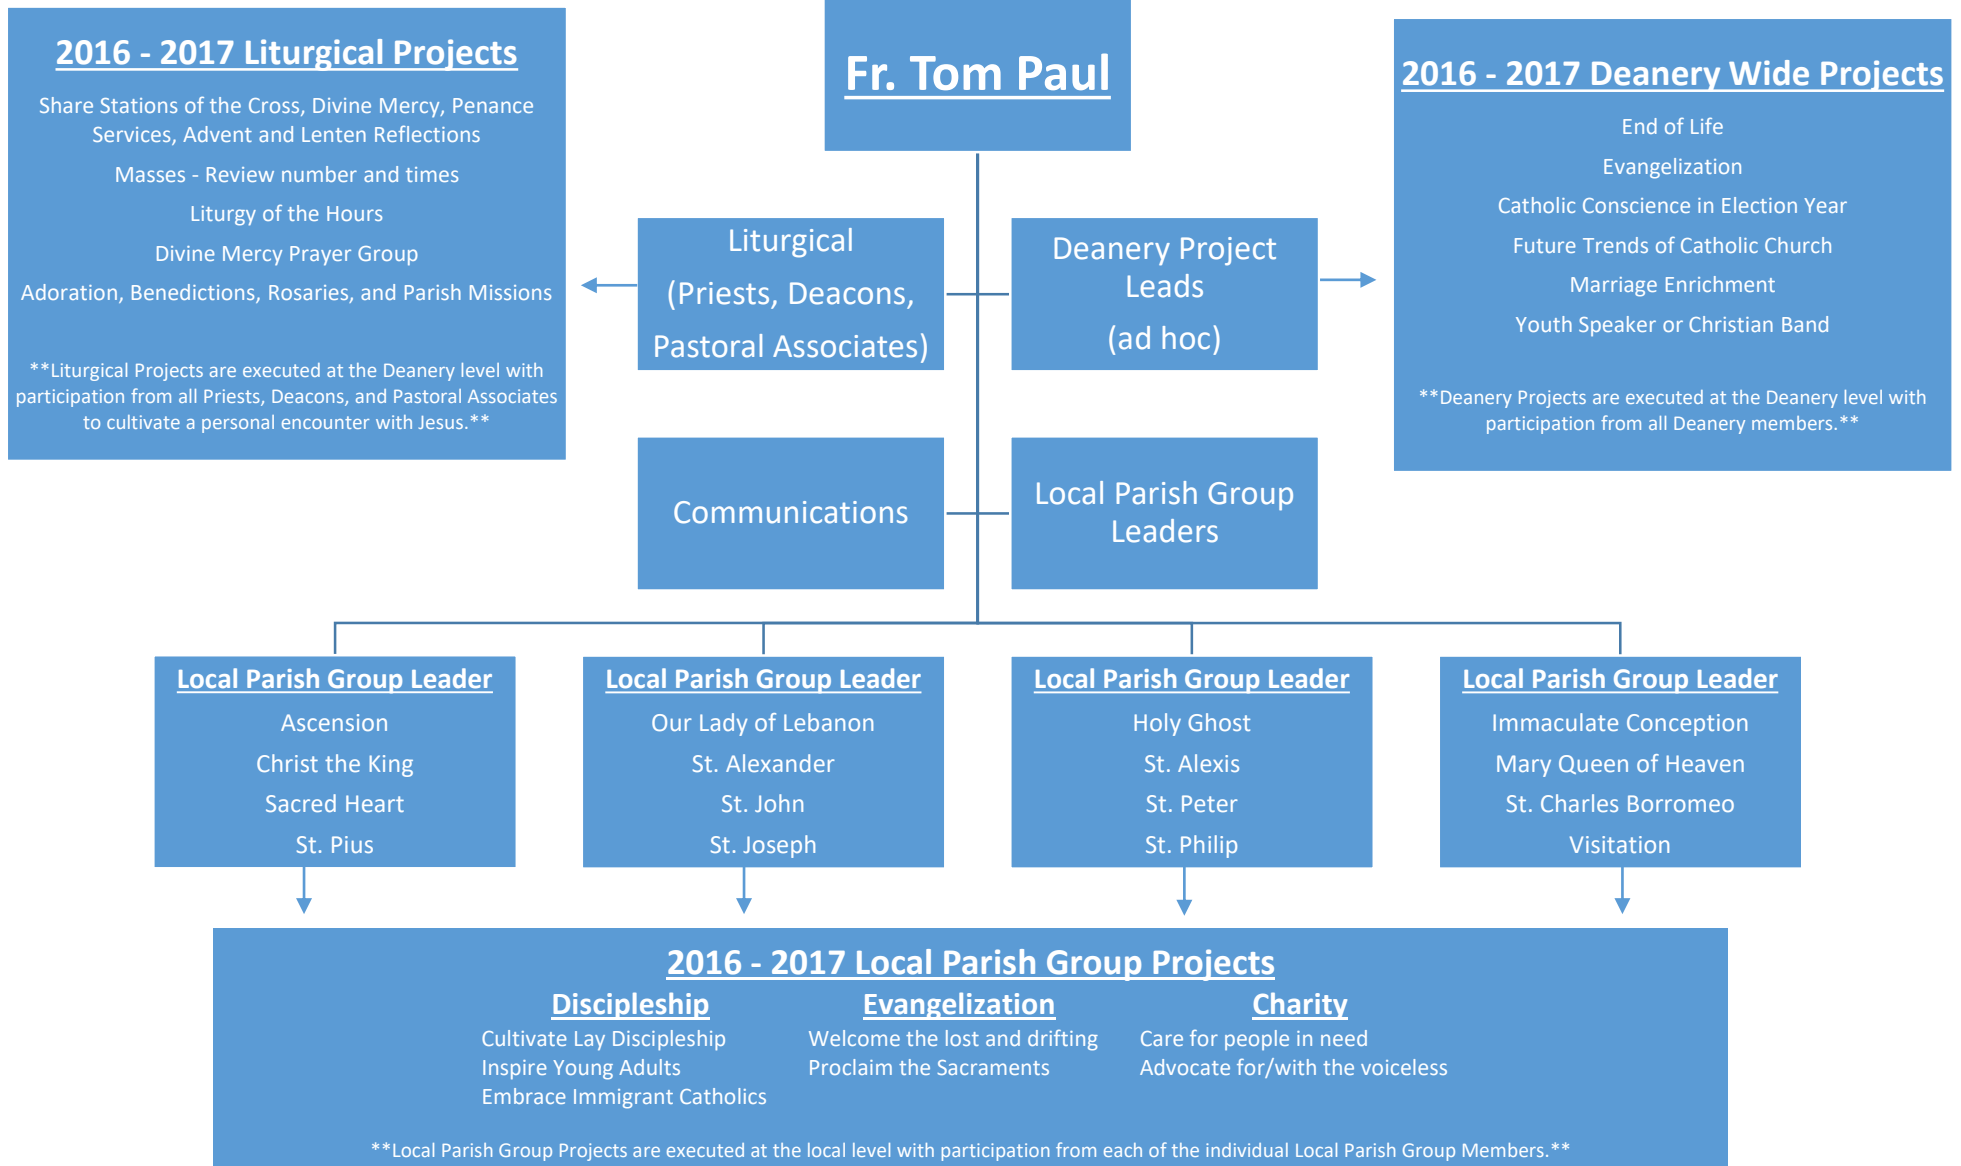 2016 - 2017 Liturgical Projects
Share Stations of the Cross, Divine Mercy, Penance
Services, Advent and Lenten Reflections
Masses - Review number and times
Liturgy of the Hours
Divine Mercy Prayer Group
Adoration, Benedictions, Rosaries, and Parish Missions
**Liturgical Projects are executed at the Deanery level with
participation from all Priests, Deacons, and Pastoral Associates
to cultivate a personal encounter with Jesus.**
Fr. Tom Paul
2016 - 2017 Deanery Wide Projects
End of Life
Evangelization
Catholic Conscience in Election Year
Future Trends of Catholic Church
Marriage Enrichment
Youth Speaker or Christian Band
**Deanery Projects are executed at the Deanery level with
participation from all Deanery members.**
Liturgical
(Priests, Deacons,
Pastoral Associates)
Deanery Project
Leads
(ad hoc)
Communications
Local Parish Group
Leaders
Local Parish Group Leader
Ascension
Christ the King
Sacred Heart
St. Pius
Local Parish Group Leader
Our Lady of Lebanon
St. Alexander
St. John
St. Joseph
Local Parish Group Leader
Holy Ghost
St. Alexis
St. Peter
St. Philip
Local Parish Group Leader
Immaculate Conception
Mary Queen of Heaven
St. Charles Borromeo
Visitation
2016 - 2017 Local Parish Group Projects
Discipleship
Cultivate Lay Discipleship
Inspire Young Adults
Embrace Immigrant Catholics
Evangelization
Welcome the lost and drifting
Proclaim the Sacraments
Charity
Care for people in need
Advocate for/with the voiceless
**Local Parish Group Projects are executed at the local level with participation from each of the individual Local Parish Group Members.**